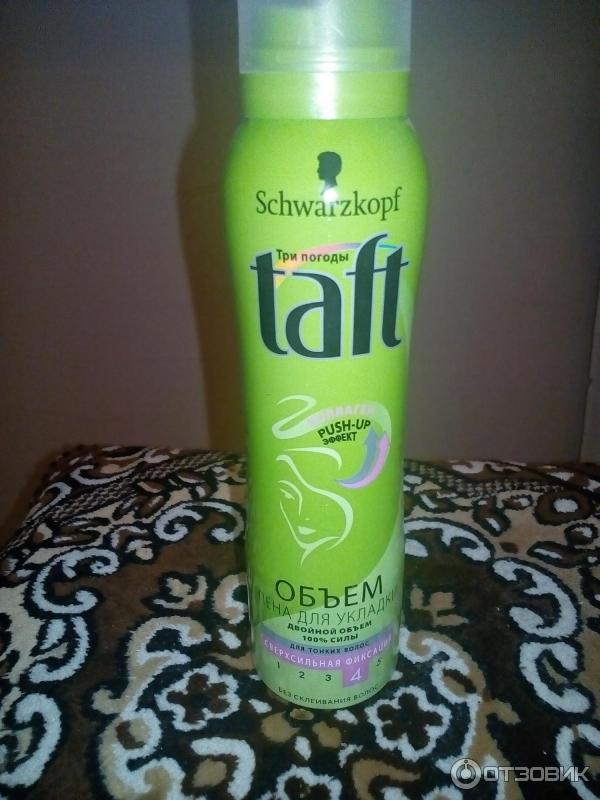 Schwarzkopf
Три погоды
taft
КОЛЛАГЕН
PUSH-UP
ЭФФЕКТ
ОБЪЕМ
ПЕНА ДЛЯ УКЛАДКИ
ДВОЙНОЙ ОБЪЕМ
100% СИЛЫ
ДЛЯ ТОНКИХ ВОЛОС
СВЕРХСИЛЬНАЯ ФИКСАЦИЯ
1 2 3 4 5
БЕЗ СКЛЕИВАНИЯ ВОЛОС
ОТЗОВИК